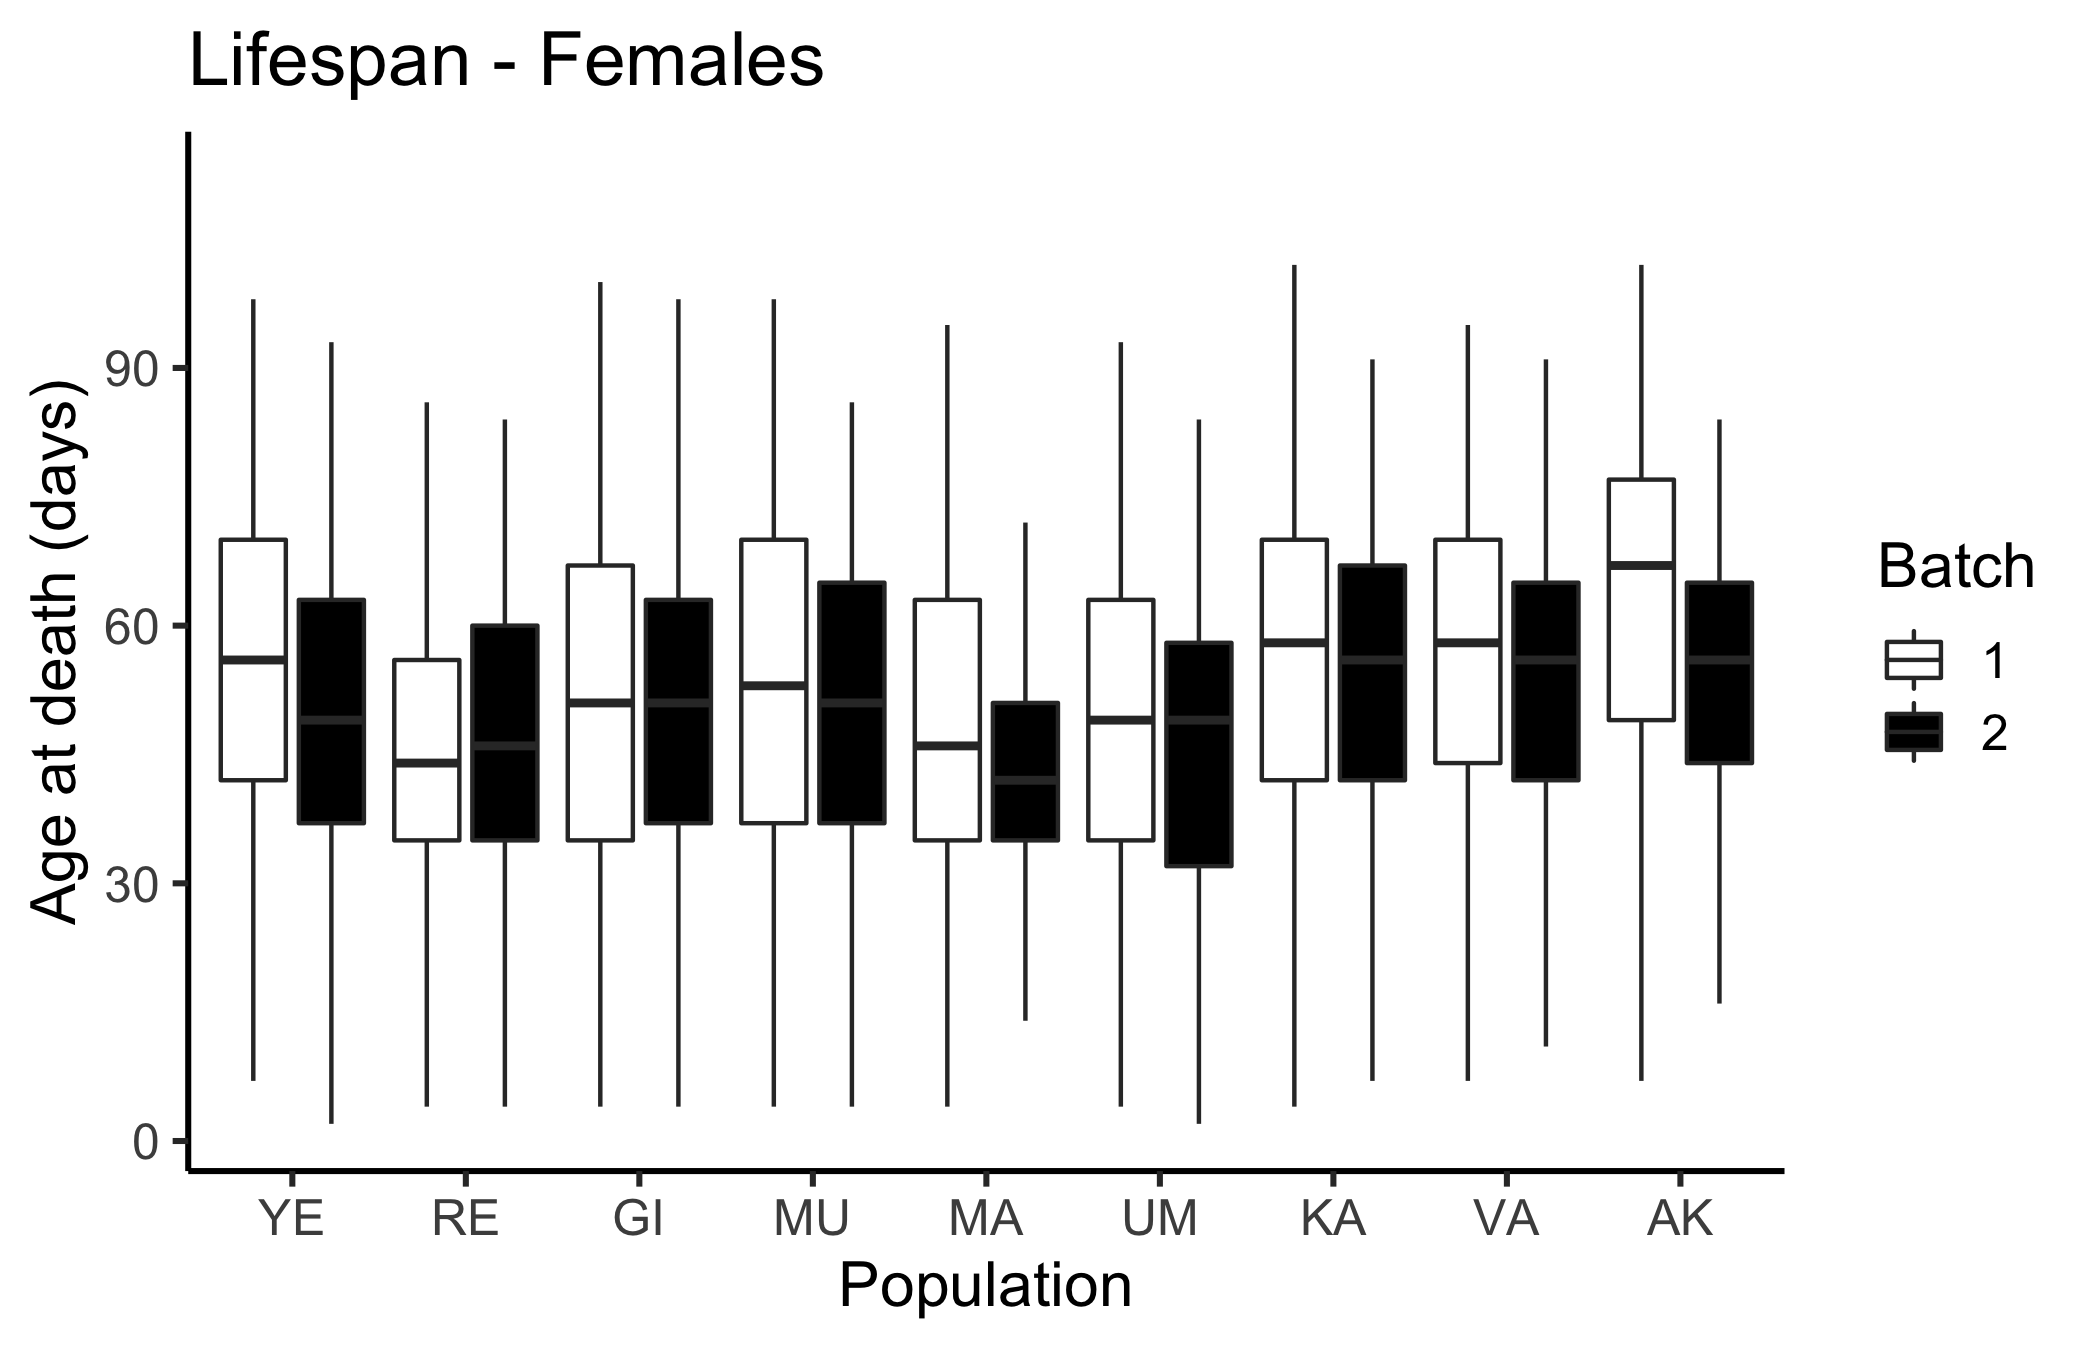 Lifespan - Females
Age at death (days)
90
60
30
0
YE RE GI MU MA UM KA VA AK
Population
Batch
1
2